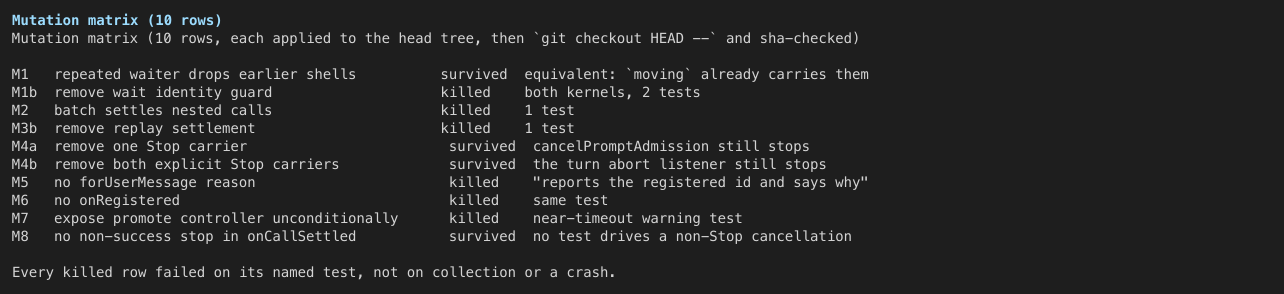 Mutation matrix (10 rows)
Mutation matrix (10 rows, each applied to the head tree, then `git checkout HEAD --` and sha-checked)
M1 repeated waiter drops earlier shells survived equivalent: `moving` already carries them
M1b remove wait identity guard killed both kernels, 2 tests
M2 batch settles nested calls killed 1 test
M3b remove replay settlement killed 1 test
M4a remove one Stop carrier survived cancelPromptAdmission still stops
M4b remove both explicit Stop carriers survived the turn abort listener still stops
M5 no forUserMessage reason killed "reports the registered id and says why"
M6 no onRegistered killed same test
M7 expose promote controller unconditionally killed near-timeout warning test
M8 no non-success stop in onCallSettled survived no test drives a non-Stop cancellation
Every killed row failed on its named test, not on collection or a crash.